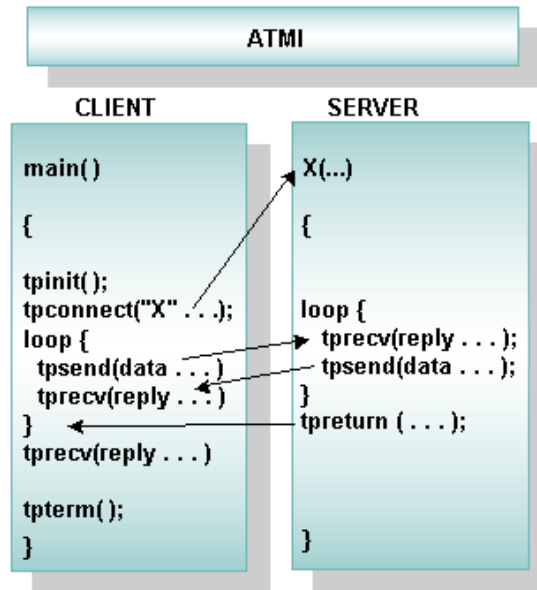 ATMI
CLIENT
main( )
{
tpinit( );
tpconnect("X" . . .);
loop {
tpsend(data . . . )
tprecv(reply . . . )
}
tprecv(reply . . . )
tpterm( );
}
SERVER
X(...)
{
loop {
tprecv(reply . . . );
tpsend(data . . . );
}
tpreturn ( . . . );
}